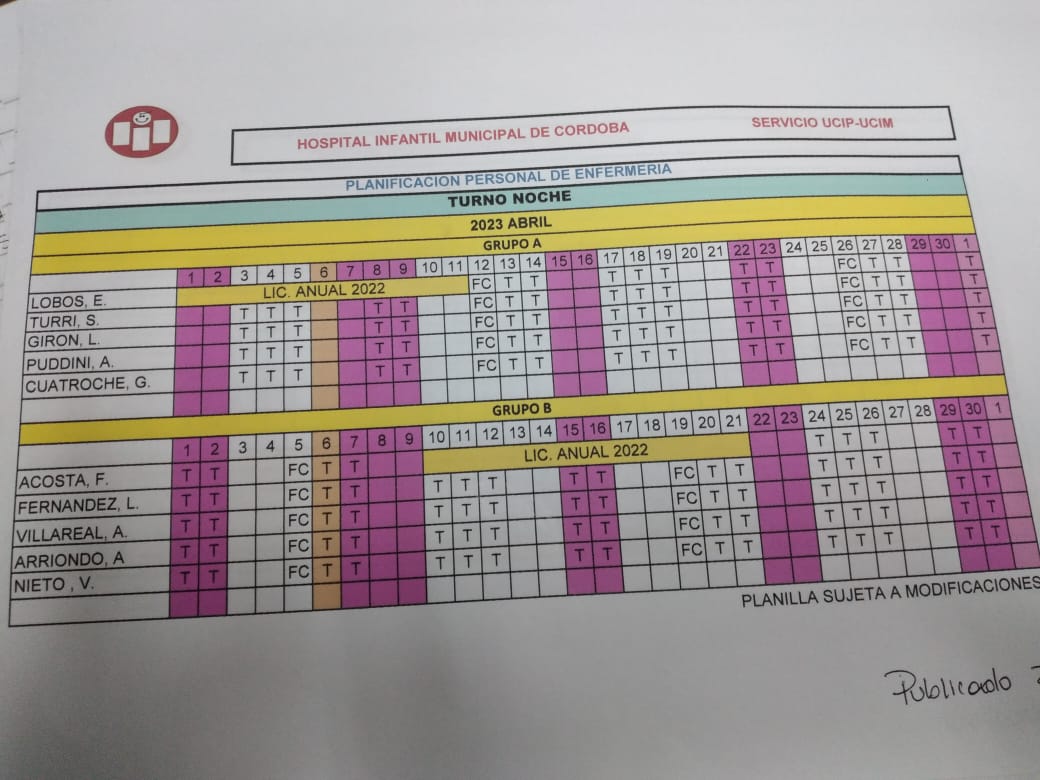 HOSPITAL INFANTIL MUNICIPAL DE CORDOBA SERVICIO UCIP-UCIM
PLANIFICACION PERSONAL DE ENFERMERIA
TURNO NOCHE
2023 ABRIL
GRUPO A
1 2 3 4 5 6 7 8 9 10 11 12 13 14 15 16 17 18 19 20 21 22 23 24 25 26 27 28 29 30 1
LOBOS, E. LIC. ANUAL 2022 FC T T T T T T T FC T T T
TURRI, S. T T T T T FC T T T T T T T FC T T T
GIRON, L. T T T T T FC T T T T T T T FC T T T
PUDDINI, A. T T T T T FC T T T T T T T FC T T T
CUATROCHE, G. T T T T T FC T T T T T T T FC T T T
GRUPO B
1 2 3 4 5 6 7 8 9 10 11 12 13 14 15 16 17 18 19 20 21 22 23 24 25 26 27 28 29 30 1
ACOSTA, F. T T FC T T LIC. ANUAL 2022 T T T T T
FERNANDEZ, L. T T FC T T T T T T T FC T T T T T T T
VILLAREAL, A. T T FC T T T T T T T FC T T T T T T T
ARRIONDO, A T T FC T T T T T T T FC T T T T T T T
NIETO , V. T T FC T T T T T T T FC T T T T T T T
PLANILLA SUJETA A MODIFICACIONES
Publicado